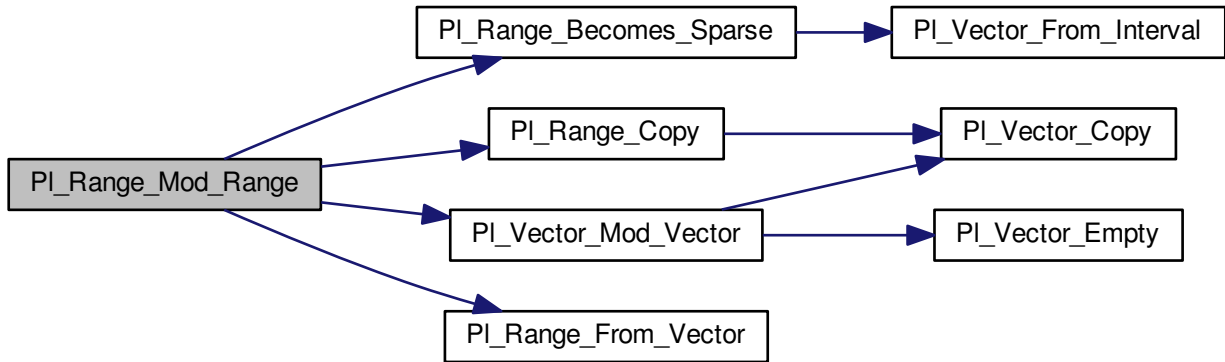 Pl_Range_Mod_Range
Pl_Range_Becomes_Sparse
Pl_Vector_From_Interval
Pl_Range_Copy
Pl_Vector_Copy
Pl_Vector_Mod_Vector
Pl_Vector_Empty
Pl_Range_From_Vector